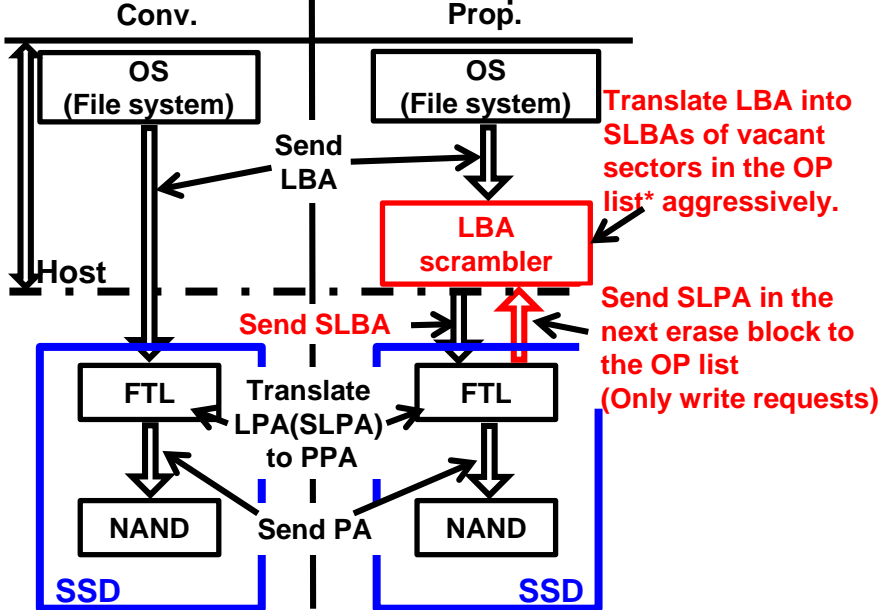 Conv.
Prop.
OS
(File system)
OS
(File system)
Translate LBA into
SLBAs of vacant
sectors in the OP
list* aggressively.
Send
LBA
LBA
scrambler
Host
Send SLBA
Send SLPA in the
next erase block to
the OP list
(Only write requests)
FTL
Translate
LPA(SLPA)
to PPA
FTL
NAND
Send PA
NAND
SSD
SSD